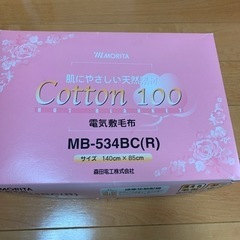 MORITA
肌にやさしい天然素材
Cotton 100
電気敷毛布
MB-534BC(R)
サイズ 140cm × 85cm
森田電工株式会社